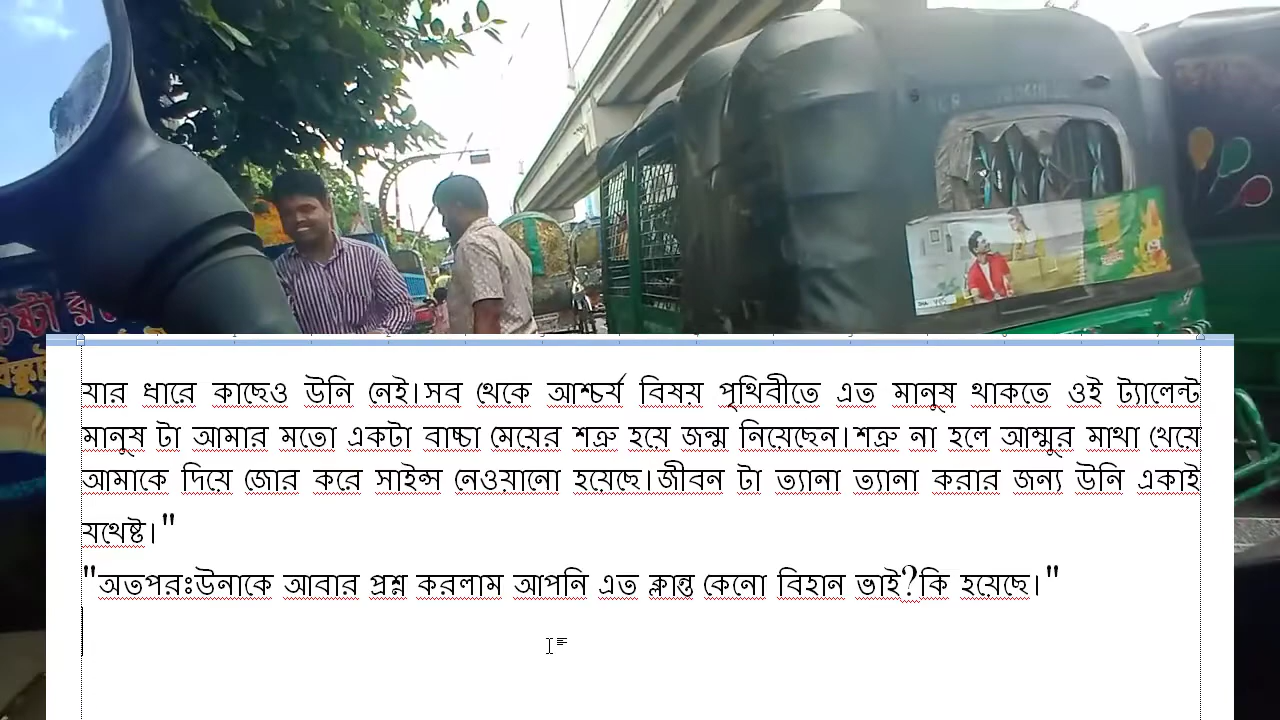 যার ধারে কাছেও উনি নেই।সব থেকে আশ্চর্য বিষয় পৃথিবীতে এত মানুষ থাকতে ওই ট্যালেন্ট
মানুষ টা আমার মতো একটা বাচ্চা মেয়ের শত্রু হয়ে জন্ম নিয়েছেন।শত্রু না হলে আম্মুর মাথা খেয়ে
আমাকে দিয়ে জোর করে সাইন্স নেওয়ানো হয়েছে।জীবন টা ত্যানা ত্যানা করার জন্য উনি একাই
যথেষ্ট।"
"অতপরঃউনাকে আবার প্রশ্ন করলাম আপনি এত ক্লান্ত কেনো বিহান ভাই?কি হয়েছে।"